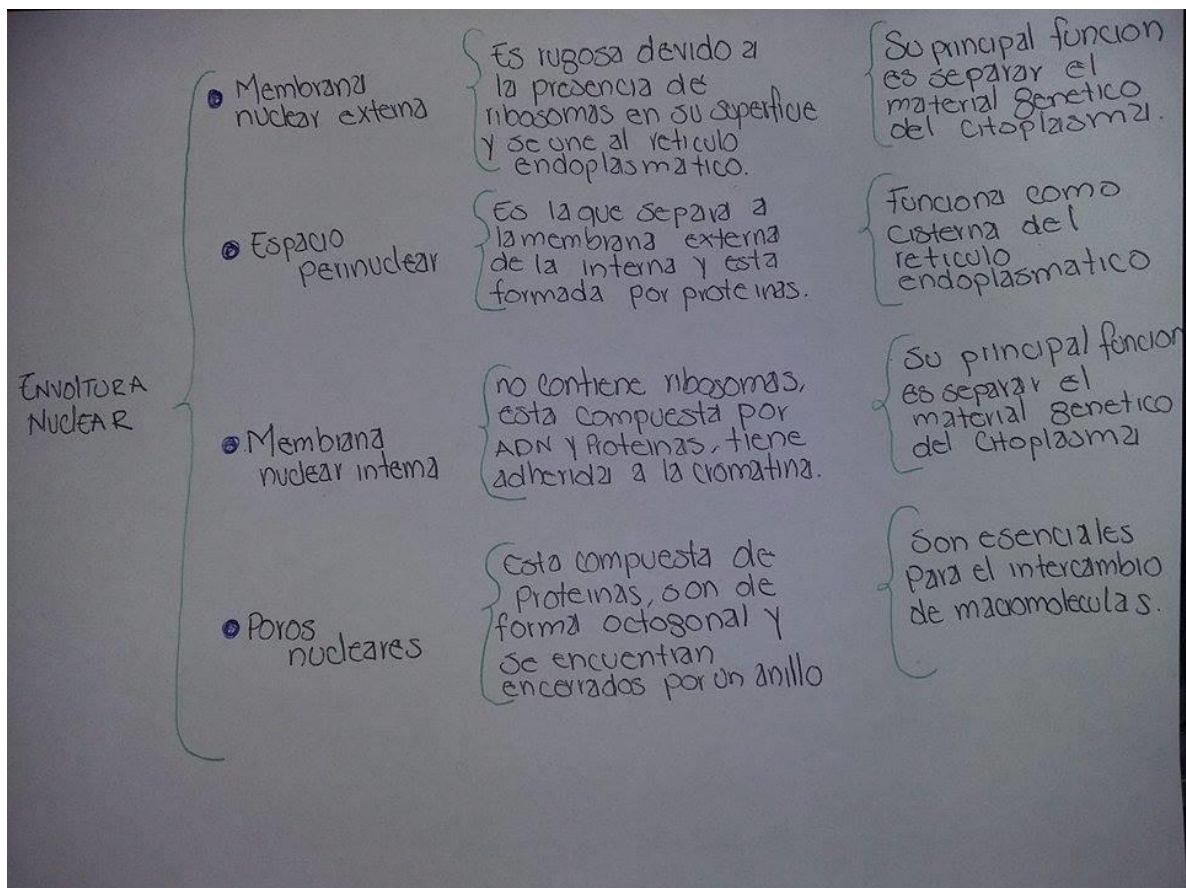 ENVOLTURA
NUCLEAR
Membrana
nuclear externa
Es rugosa devido a
la presencia de
ribosomas en su superficie
y se une al reticulo
endoplasmatico.
Su principal funcion
es separar el
material genetico
del citoplasma.
Espacio
perinuclear
Es la que separa a
la membrana externa
de la interna y esta
formada por proteinas.
Funciona como
cisterna del
reticulo
endoplasmatico
Membrana
nuclear interna
no contiene ribosomas,
esta compuesta por
ADN y Proteinas, tiene
adherida a la cromatina.
Su principal funcion
es separar el
material genetico
del Citoplasma
Poros
nucleares
Esta compuesta de
Proteinas, son de
forma octogonal y
se encuentran
encerrados por un anillo
Son esenciales
para el intercambio
de macromoleculas.